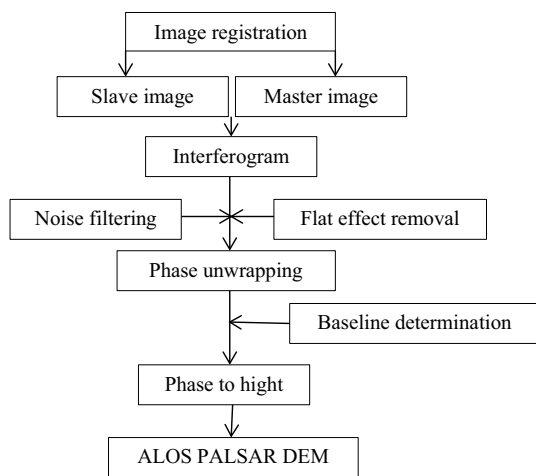 Image registration
Slave image
Master image
Interferogram
Noise filtering
Flat effect removal
Phase unwrapping
Baseline determination
Phase to hight
ALOS PALSAR DEM